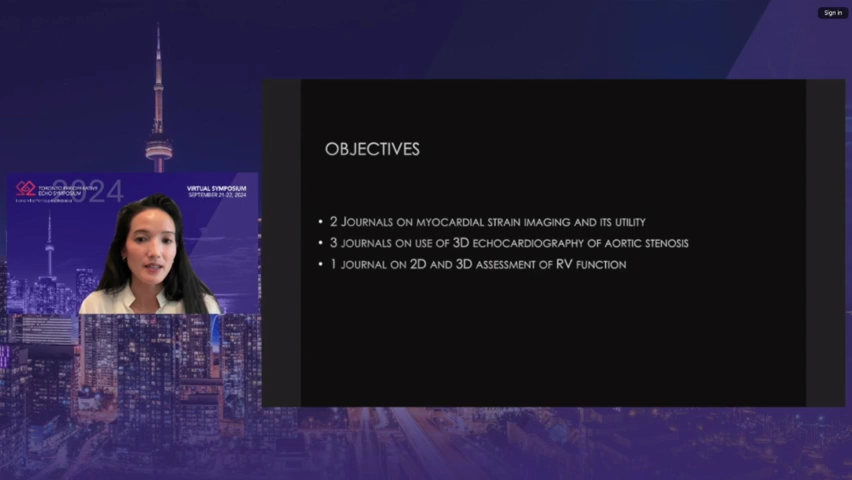 Sign in
OBJECTIVES
• 2 JOURNALS ON MYOCARDIAL STRAIN IMAGING AND ITS UTILITY
• 3 JOURNALS ON USE OF 3D ECHOCARDIOGRAPHY OF AORTIC STENOSIS
• 1 JOURNAL ON 2D AND 3D ASSESSMENT OF RV FUNCTION
TORONTO PERIOPERATIVE
ECHO SYMPOSIUM
2024
VIRTUAL SYMPOSIUM
SEPTEMBER 21-22, 2024